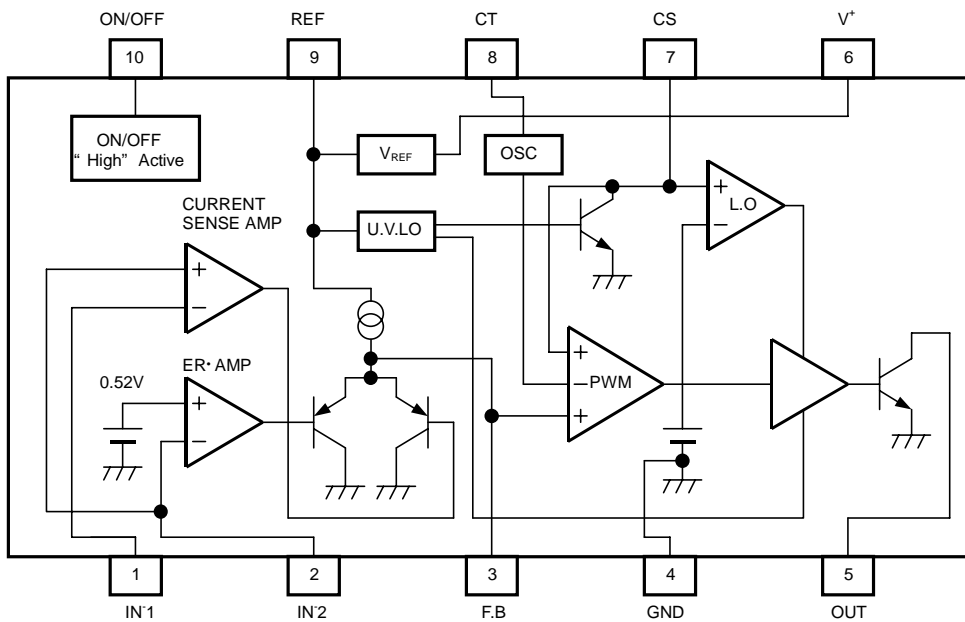 ON/OFF REF CT CS V+
10 9 8 7 6
ON/OFF
“ High” Active
VREF
OSC
CURRENT
SENSE AMP
U.V.LO
+
−
+
−
L.O
0.52V
ER· AMP
+
−
+
−
+
PWM
1 2 3 4 5
IN-1 IN-2 F.B GND OUT